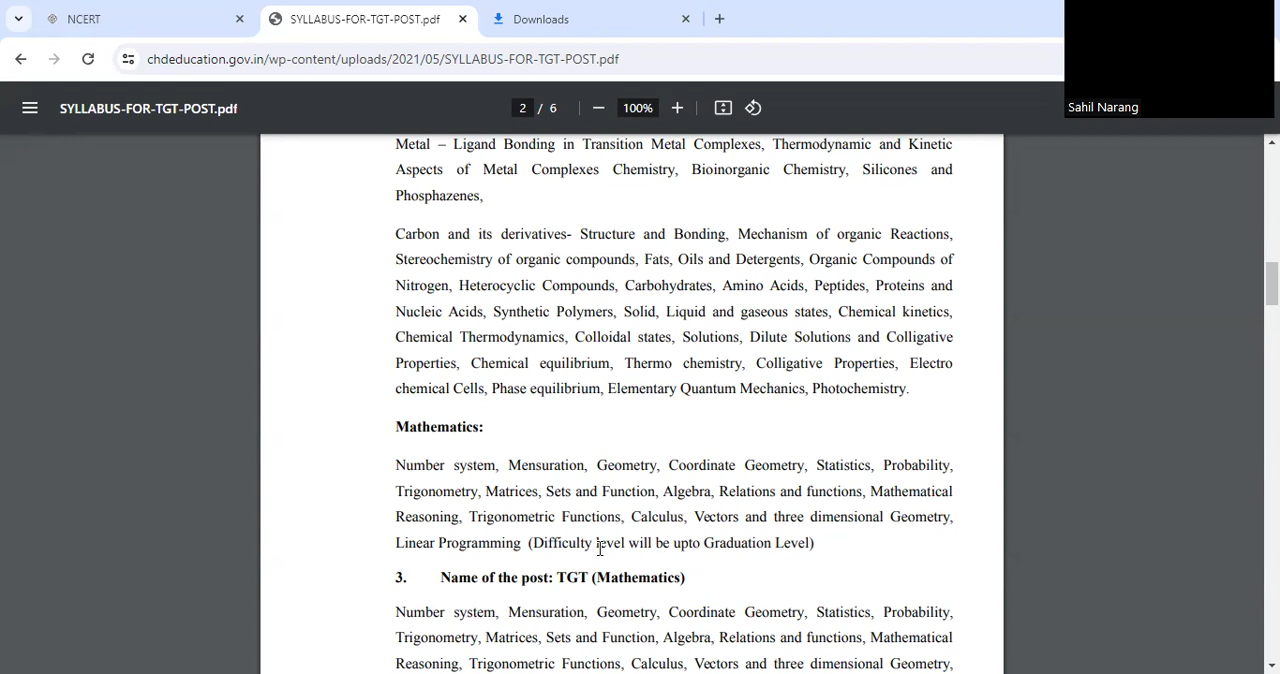 NCERT
SYLLABUS-FOR-TGT-POST.pdf
Downloads
chdeducation.gov.in/wp-content/uploads/2021/05/SYLLABUS-FOR-TGT-POST.pdf
Sahil Narang
SYLLABUS-FOR-TGT-POST.pdf
2 / 6
100%
Metal – Ligand Bonding in Transition Metal Complexes, Thermodynamic and Kinetic
Aspects of Metal Complexes Chemistry, Bioinorganic Chemistry, Silicones and
Phosphazenes,
Carbon and its derivatives- Structure and Bonding, Mechanism of organic Reactions,
Stereochemistry of organic compounds, Fats, Oils and Detergents, Organic Compounds of
Nitrogen, Heterocyclic Compounds, Carbohydrates, Amino Acids, Peptides, Proteins and
Nucleic Acids, Synthetic Polymers, Solid, Liquid and gaseous states, Chemical kinetics,
Chemical Thermodynamics, Colloidal states, Solutions, Dilute Solutions and Colligative
Properties, Chemical equilibrium, Thermo chemistry, Colligative Properties, Electro
chemical Cells, Phase equilibrium, Elementary Quantum Mechanics, Photochemistry.
Mathematics:
Number system, Mensuration, Geometry, Coordinate Geometry, Statistics, Probability,
Trigonometry, Matrices, Sets and Function, Algebra, Relations and functions, Mathematical
Reasoning, Trigonometric Functions, Calculus, Vectors and three dimensional Geometry,
Linear Programming (Difficulty level will be upto Graduation Level)
3. Name of the post: TGT (Mathematics)
Number system, Mensuration, Geometry, Coordinate Geometry, Statistics, Probability,
Trigonometry, Matrices, Sets and Function, Algebra, Relations and functions, Mathematical
Reasoning, Trigonometric Functions, Calculus, Vectors and three dimensional Geometry,